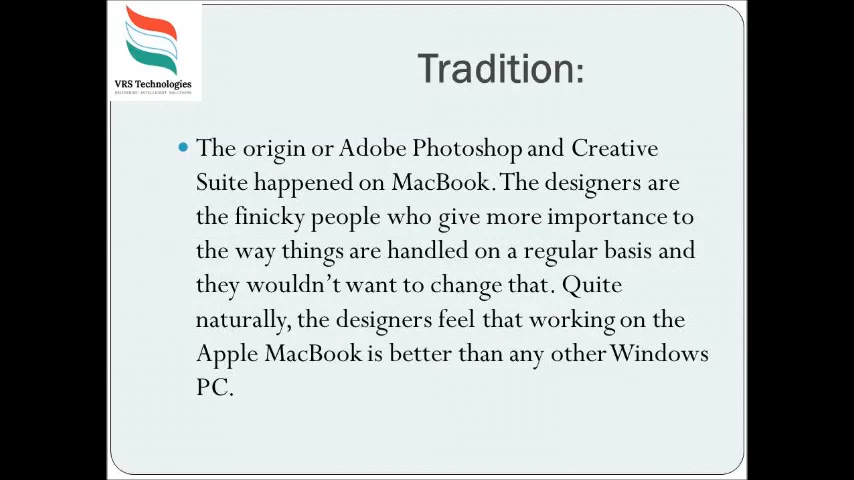 VRS Technologies
DELIVERING INTELLIGENT SOLUTIONS
Tradition:
• The origin or Adobe Photoshop and Creative
Suite happened on MacBook. The designers are
the finicky people who give more importance to
the way things are handled on a regular basis and
they wouldn't want to change that. Quite
naturally, the designers feel that working on the
Apple MacBook is better than any other Windows
PC.